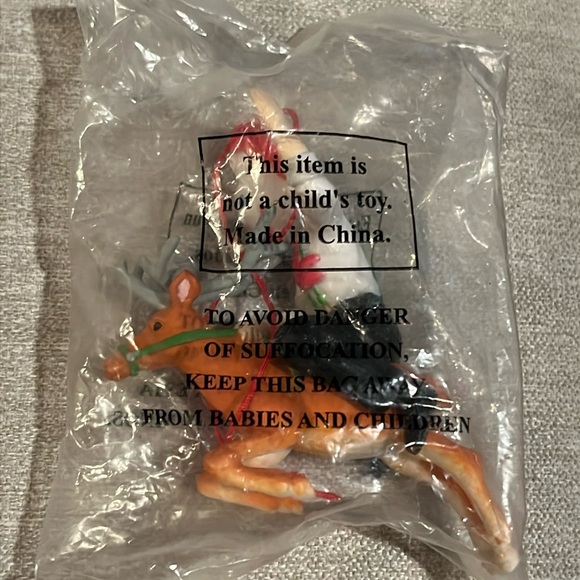 This item is
not a child's toy.
Made in China.
TO AVOID DANGER
OF SUFFOCATION,
KEEP THIS BAG AWAY
FROM BABIES AND CHILDREN